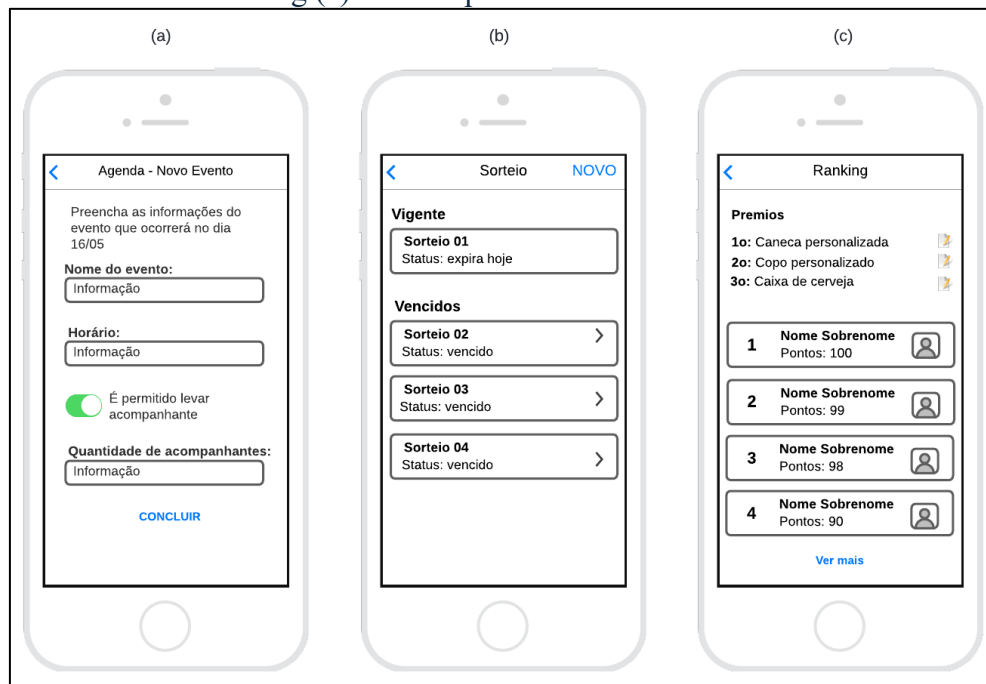 (a)
Agenda - Novo Evento
Preencha as informações do
evento que ocorrerá no dia
16/05
Nome do evento:
Informação
Horário:
Informação
É permitido levar
acompanhante
Quantidade de acompanhantes:
Informação
CONCLUIR
(b)
Sorteio
NOVO
Vigente
Sorteio 01
Status: expira hoje
Vencidos
Sorteio 02
Status: vencido
Sorteio 03
Status: vencido
Sorteio 04
Status: vencido
(c)
Ranking
Premios
1o: Caneca personalizada
2o: Copo personalizado
3o: Caixa de cerveja
1
Nome Sobrenome
Pontos: 100
2
Nome Sobrenome
Pontos: 99
3
Nome Sobrenome
Pontos: 98
4
Nome Sobrenome
Pontos: 90
Ver mais